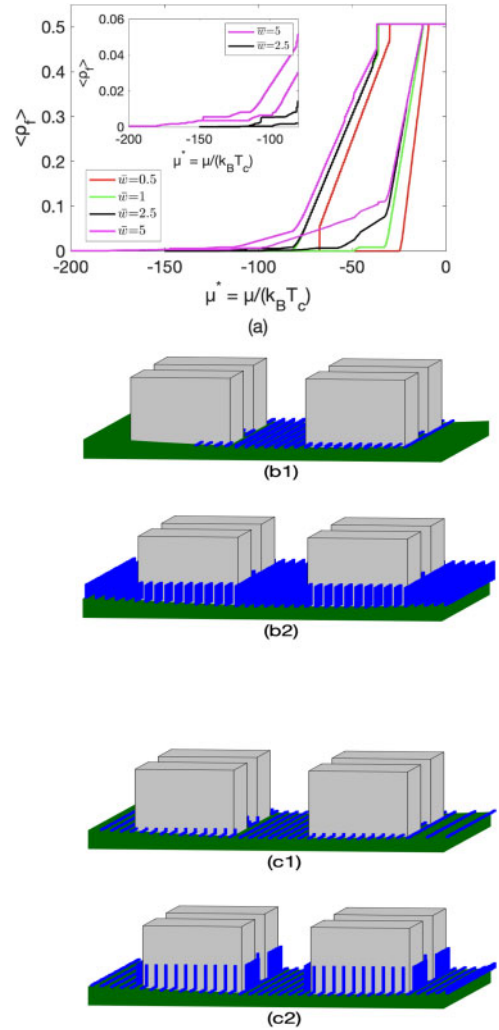 <ρ_f>
0.5
0.4
0.3
0.2
0.1
0
-200
-150
-100
-50
0
μ* = μ/(k_B T_c)
(a)
<ρ_f>
0.06
0.04
0.02
0
-200
-150
-100
μ* = μ/(k_B T_c)
w̄=5
w̄=2.5
w̄=0.5
w̄=1
w̄=2.5
w̄=5
(b1)
(b2)
(c1)
(c2)